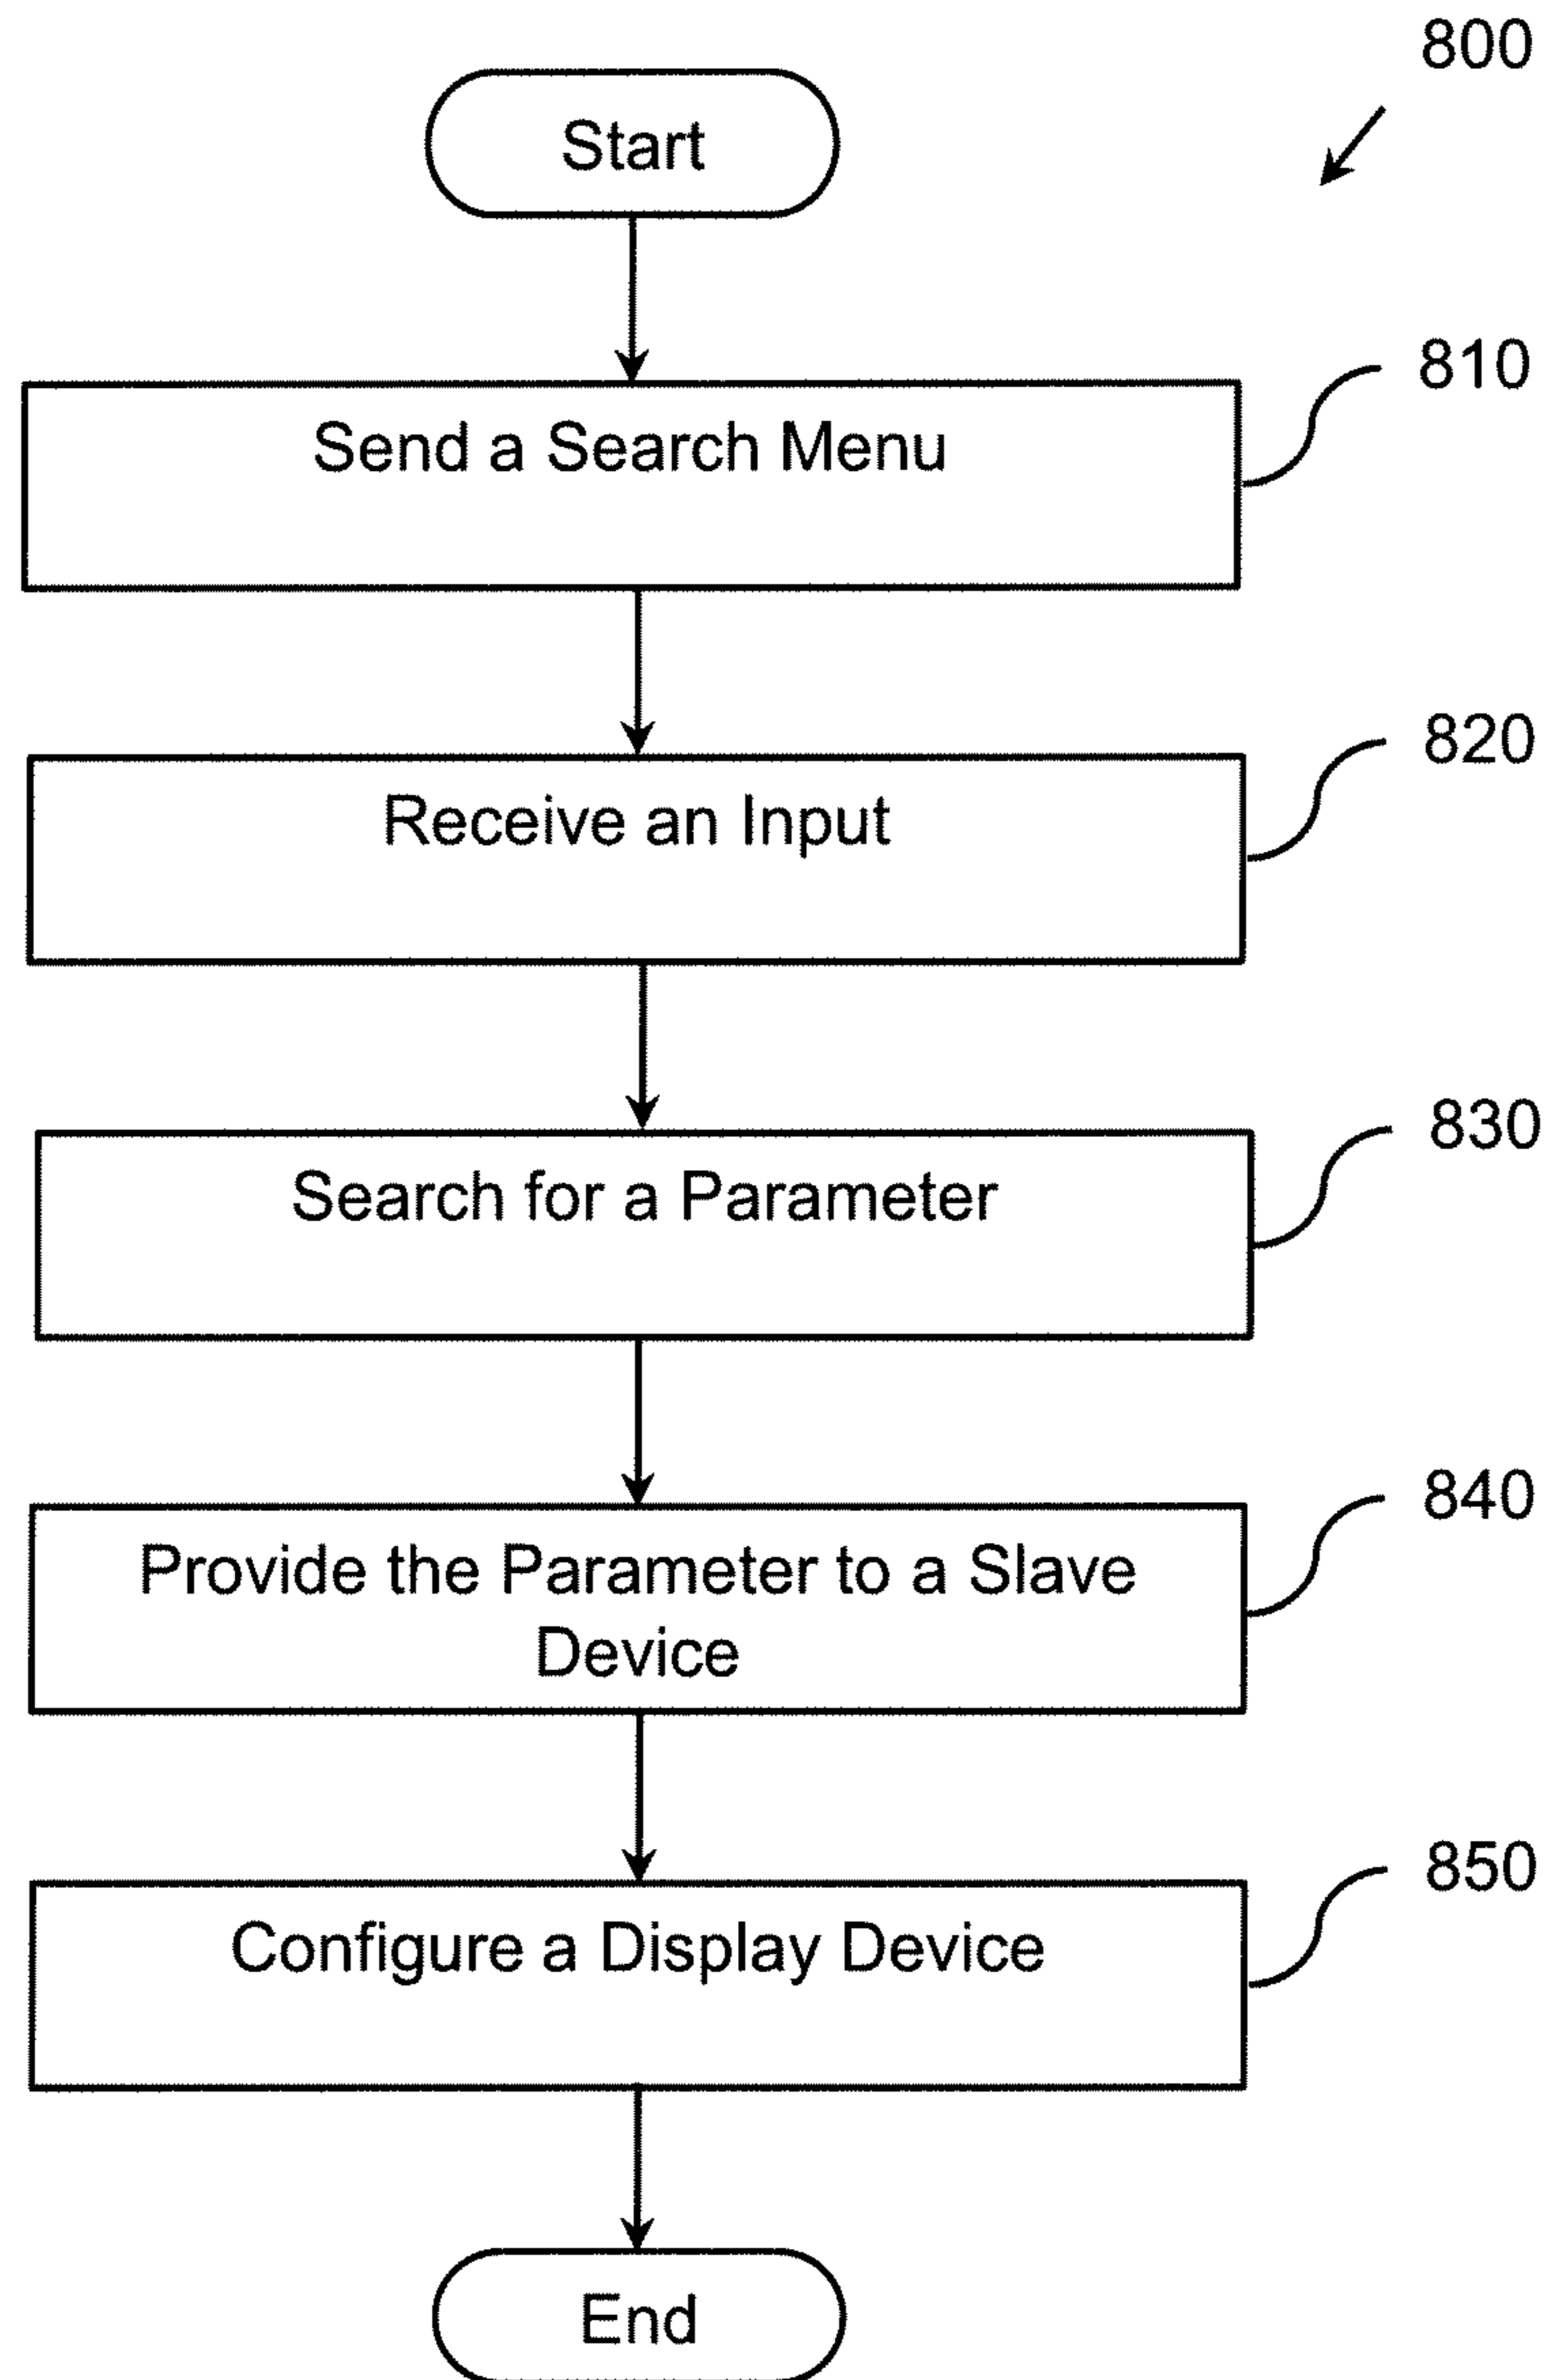 800
Start
810
Send a Search Menu
820
Receive an Input
830
Search for a Parameter
840
Provide the Parameter to a Slave
Device
850
Configure a Display Device
End